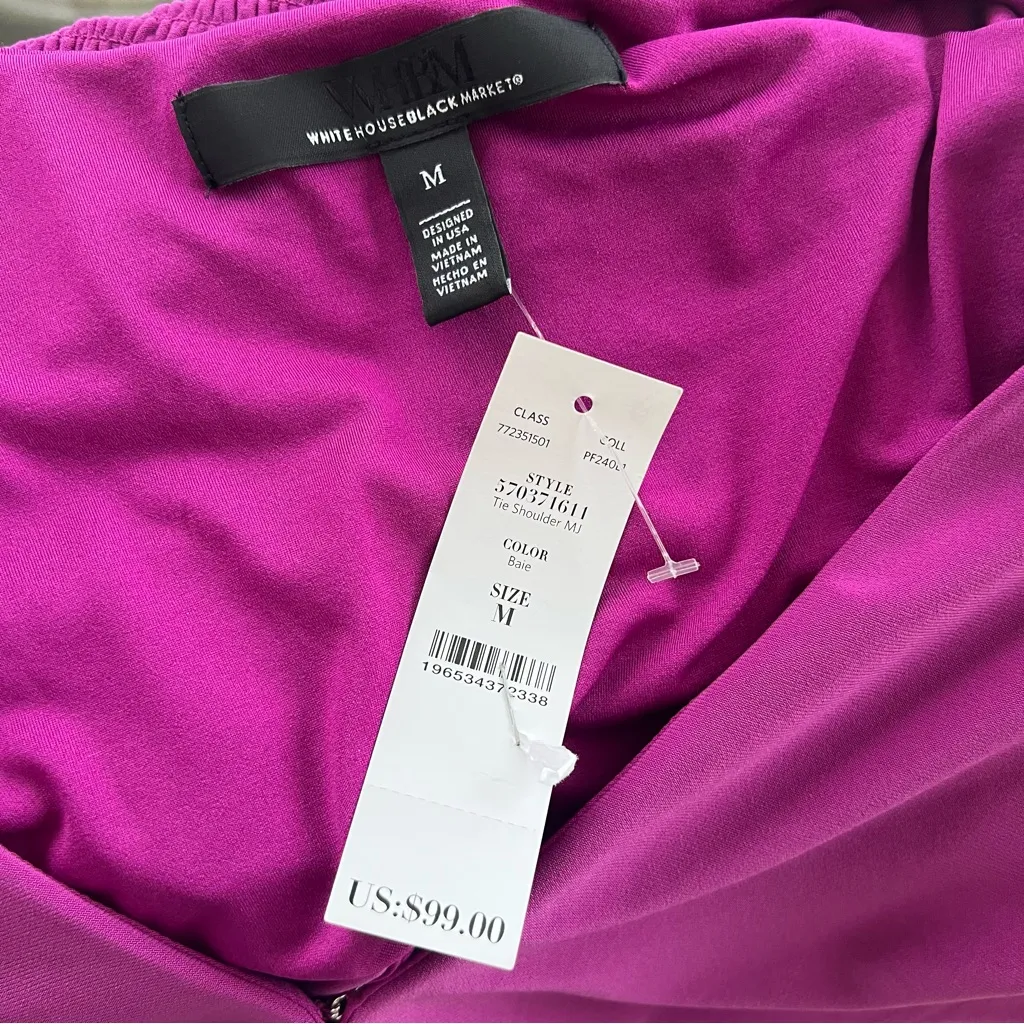 WHBM
WHITE HOUSE BLACK MARKET®
M
DESIGNED
IN USA
MADE IN
VIETNAM
HECHO EN
VIETNAM
CLASS
772351501
COLL
STYLE
570371611
Tie Shoulder MJ
COLOR
Baie
SIZE
M
196534372338
US:$99.00